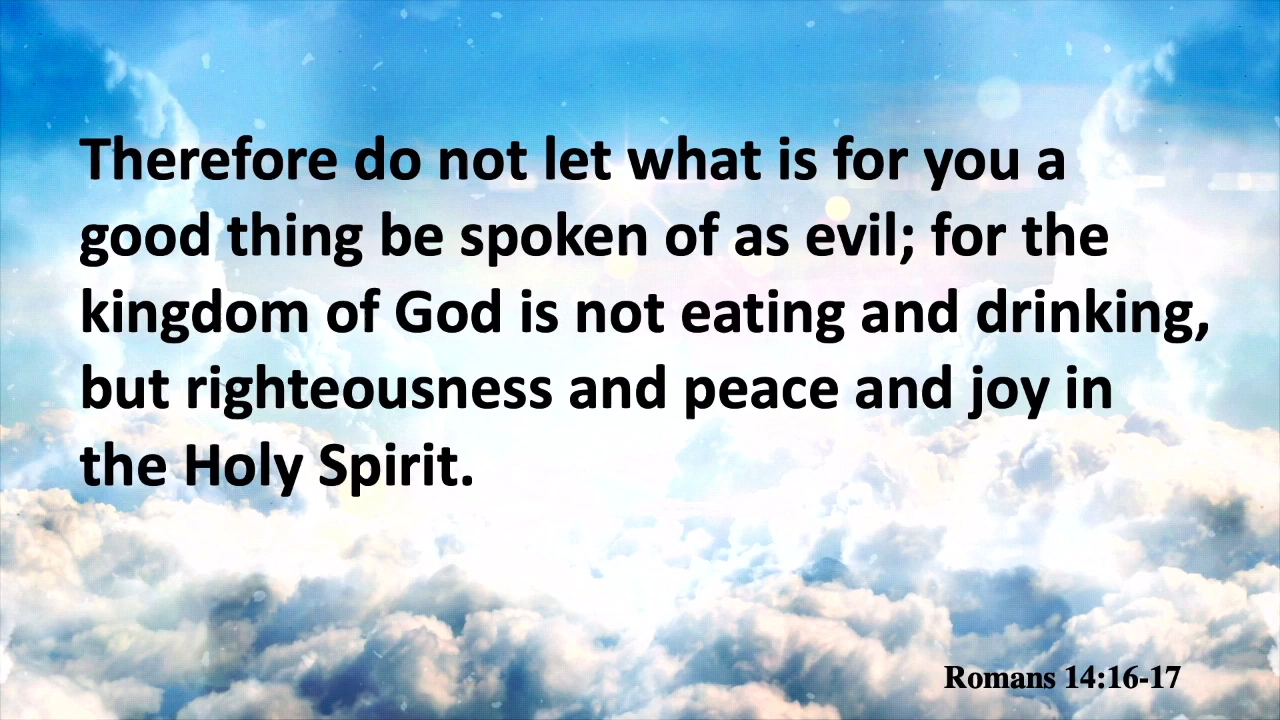 Therefore do not let what is for you a
good thing be spoken of as evil; for the
kingdom of God is not eating and drinking,
but righteousness and peace and joy in
the Holy Spirit.
Romans 14:16-17